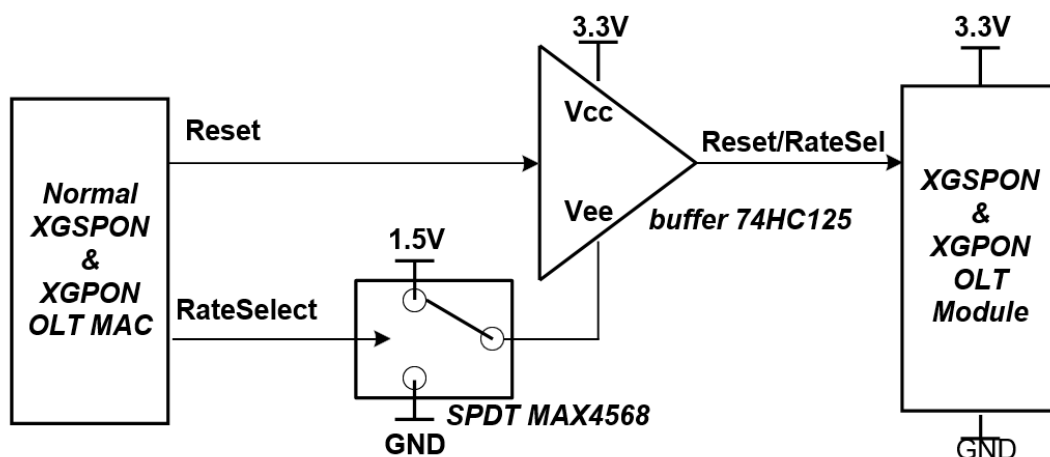 3.3V
3.3V
Reset
Vcc
Reset/RateSel
Normal
XGSPON
&
XGPON
OLT MAC
Vee
buffer 74HC125
XGSPON
&
XGPON
OLT
Module
1.5V
RateSelect
SPDT MAX4568
GND
GND